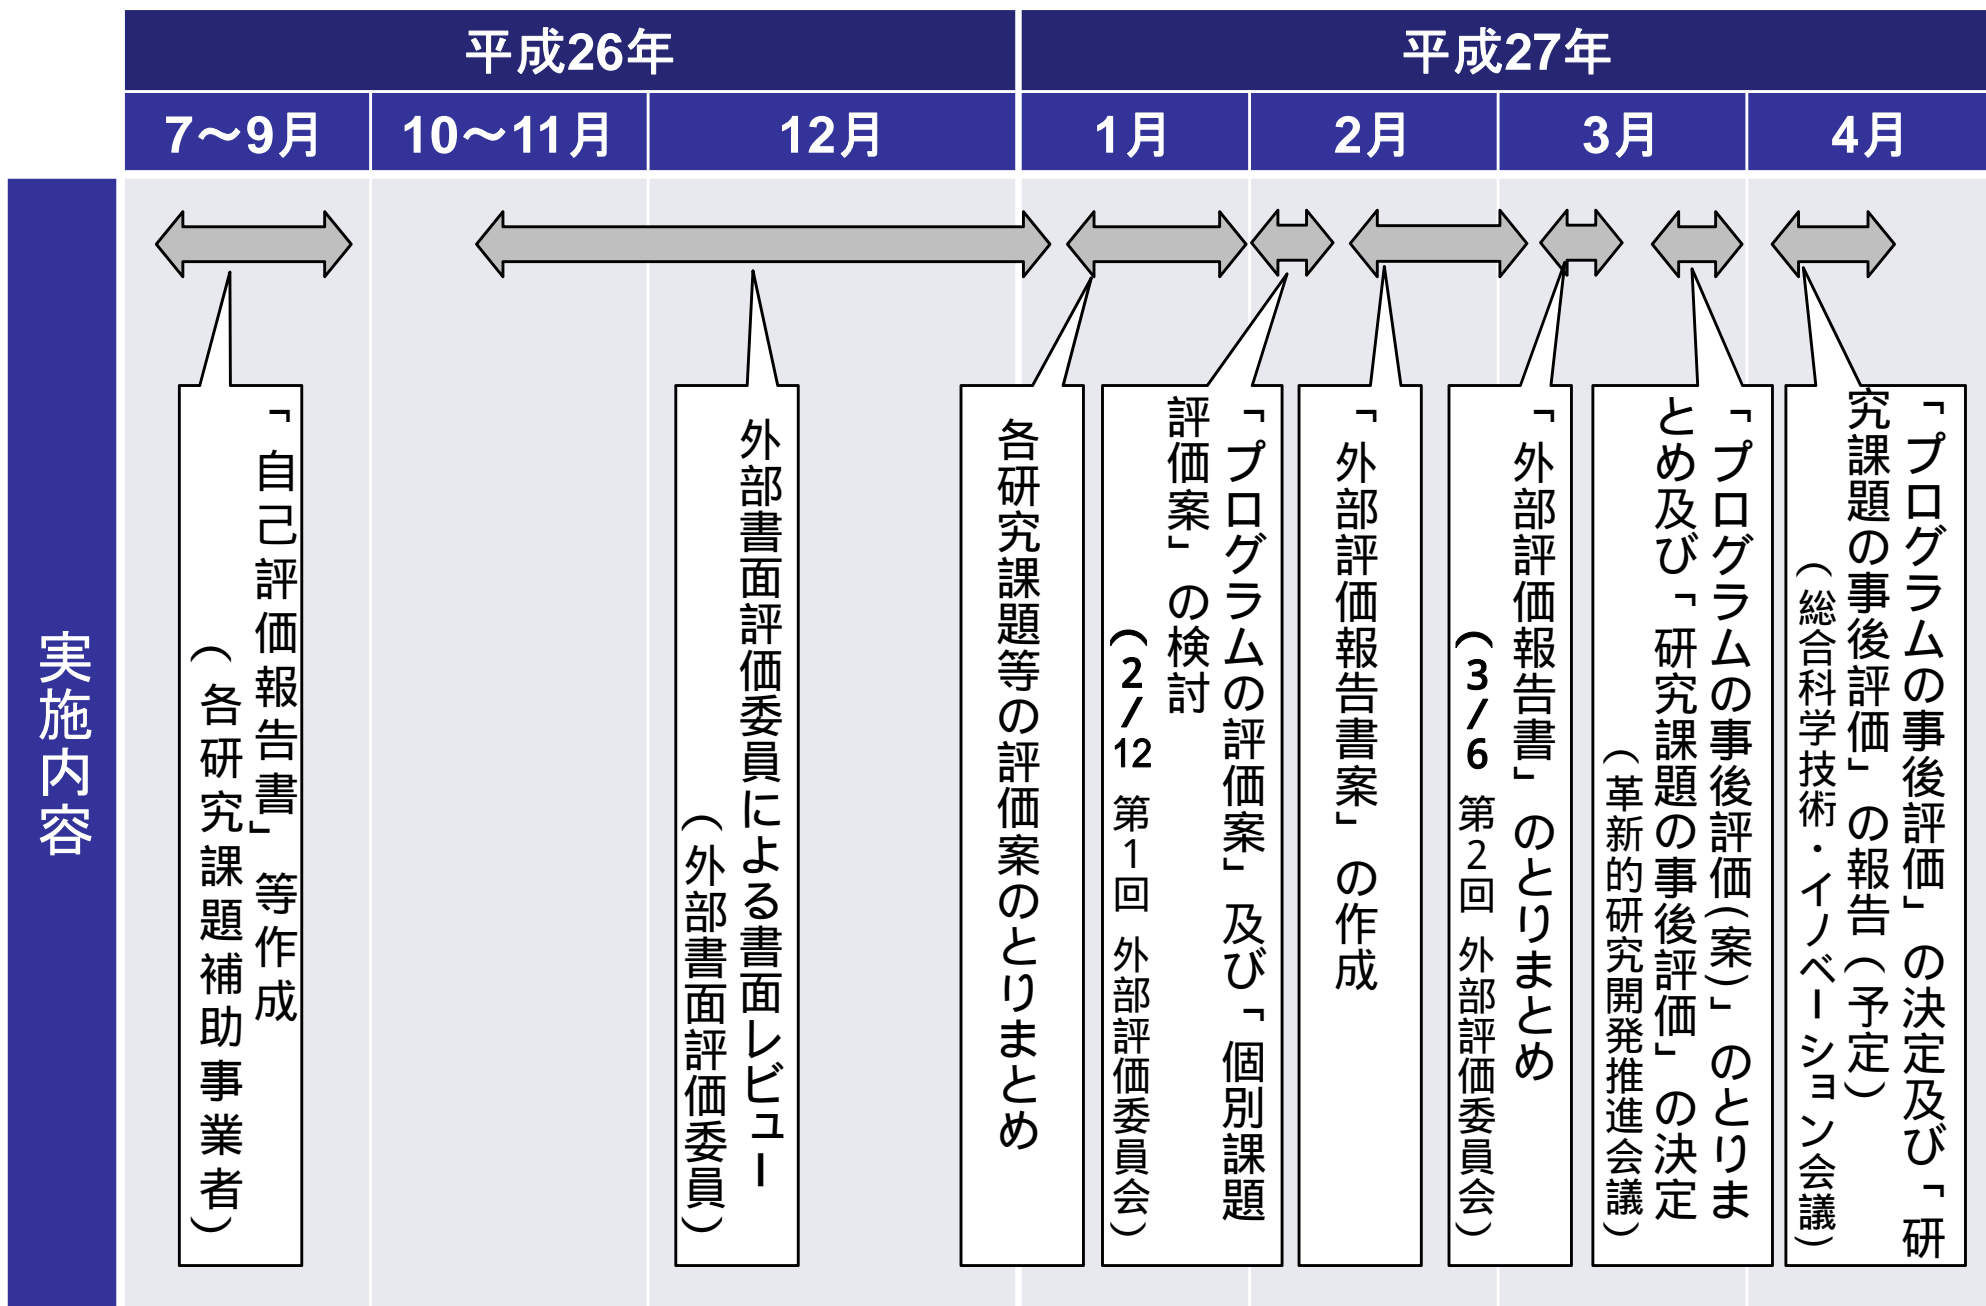 平成26年
平成27年
7～9月
10～11月
12月
1月
2月
3月
4月
実施内容
「自己評価報告書」等作成
（各研究課題補助事業者）
外部書面評価委員による書面レビュー
（外部書面評価委員）
各研究課題等の評価案のとりまとめ
「プログラムの評価案」及び「個別課題
評価案」の検討
（2/12 第1回 外部評価委員会）
「外部評価報告書案」の作成
「外部評価報告書」のとりまとめ
（3/6 第2回 外部評価委員会）
「プログラムの事後評価(案)」のとりま
とめ及び「研究課題の事後評価」の決定
（革新的研究開発推進会議）
「プログラムの事後評価」の決定及び「研
究課題の事後評価」の報告（予定）
（総合科学技術・イノベーション会議）